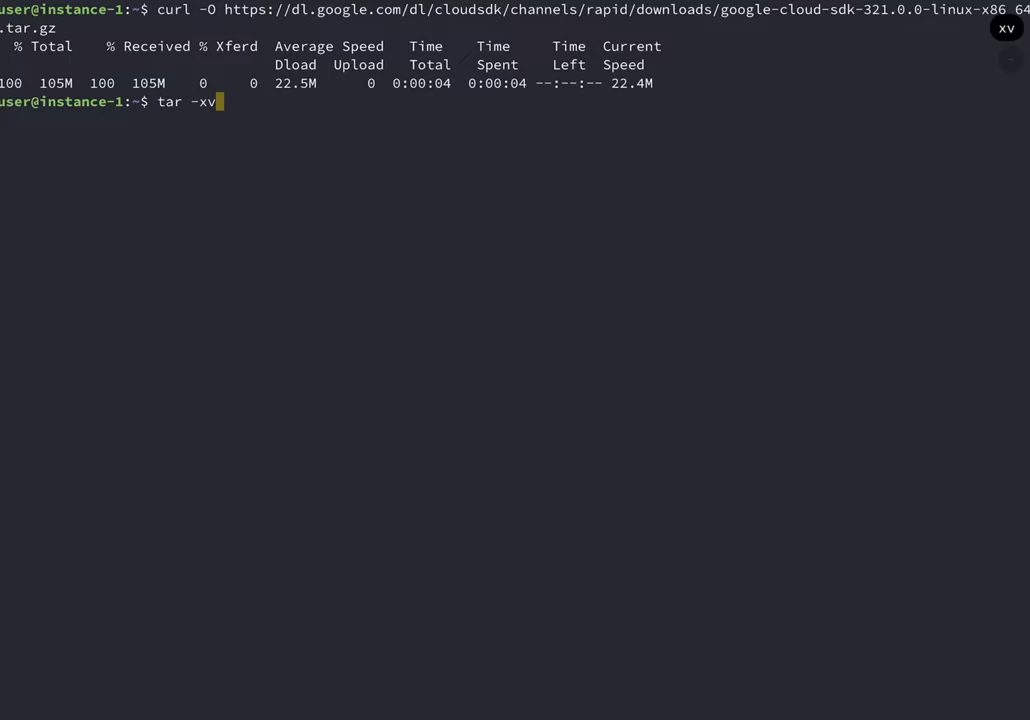 user@instance-1:~$ curl -O https://dl.google.com/dl/cloudsdk/channels/rapid/downloads/google-cloud-sdk-321.0.0-linux-x86_64
.tar.gz
% Total % Received % Xferd Average Speed Time Time Time Current
Dload Upload Total Spent Left Speed
100 105M 100 105M 0 0 22.5M 0 0:00:04 0:00:04 --:--:-- 22.4M
user@instance-1:~$ tar -xv
xv